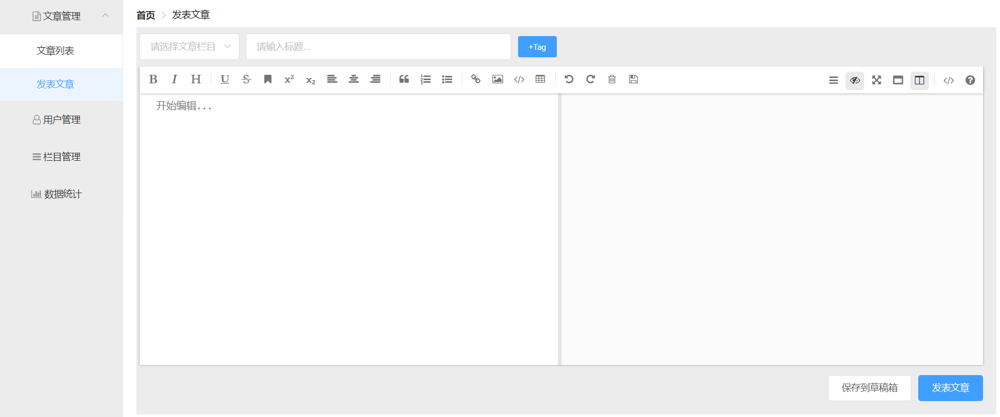 文章管理
文章列表
发表文章
用户管理
栏目管理
数据统计
首页 > 发表文章
请选择文章栏目 请输入标题... +Tag
B I H U S x² x₂
开始编辑...
保存到草稿箱 发表文章